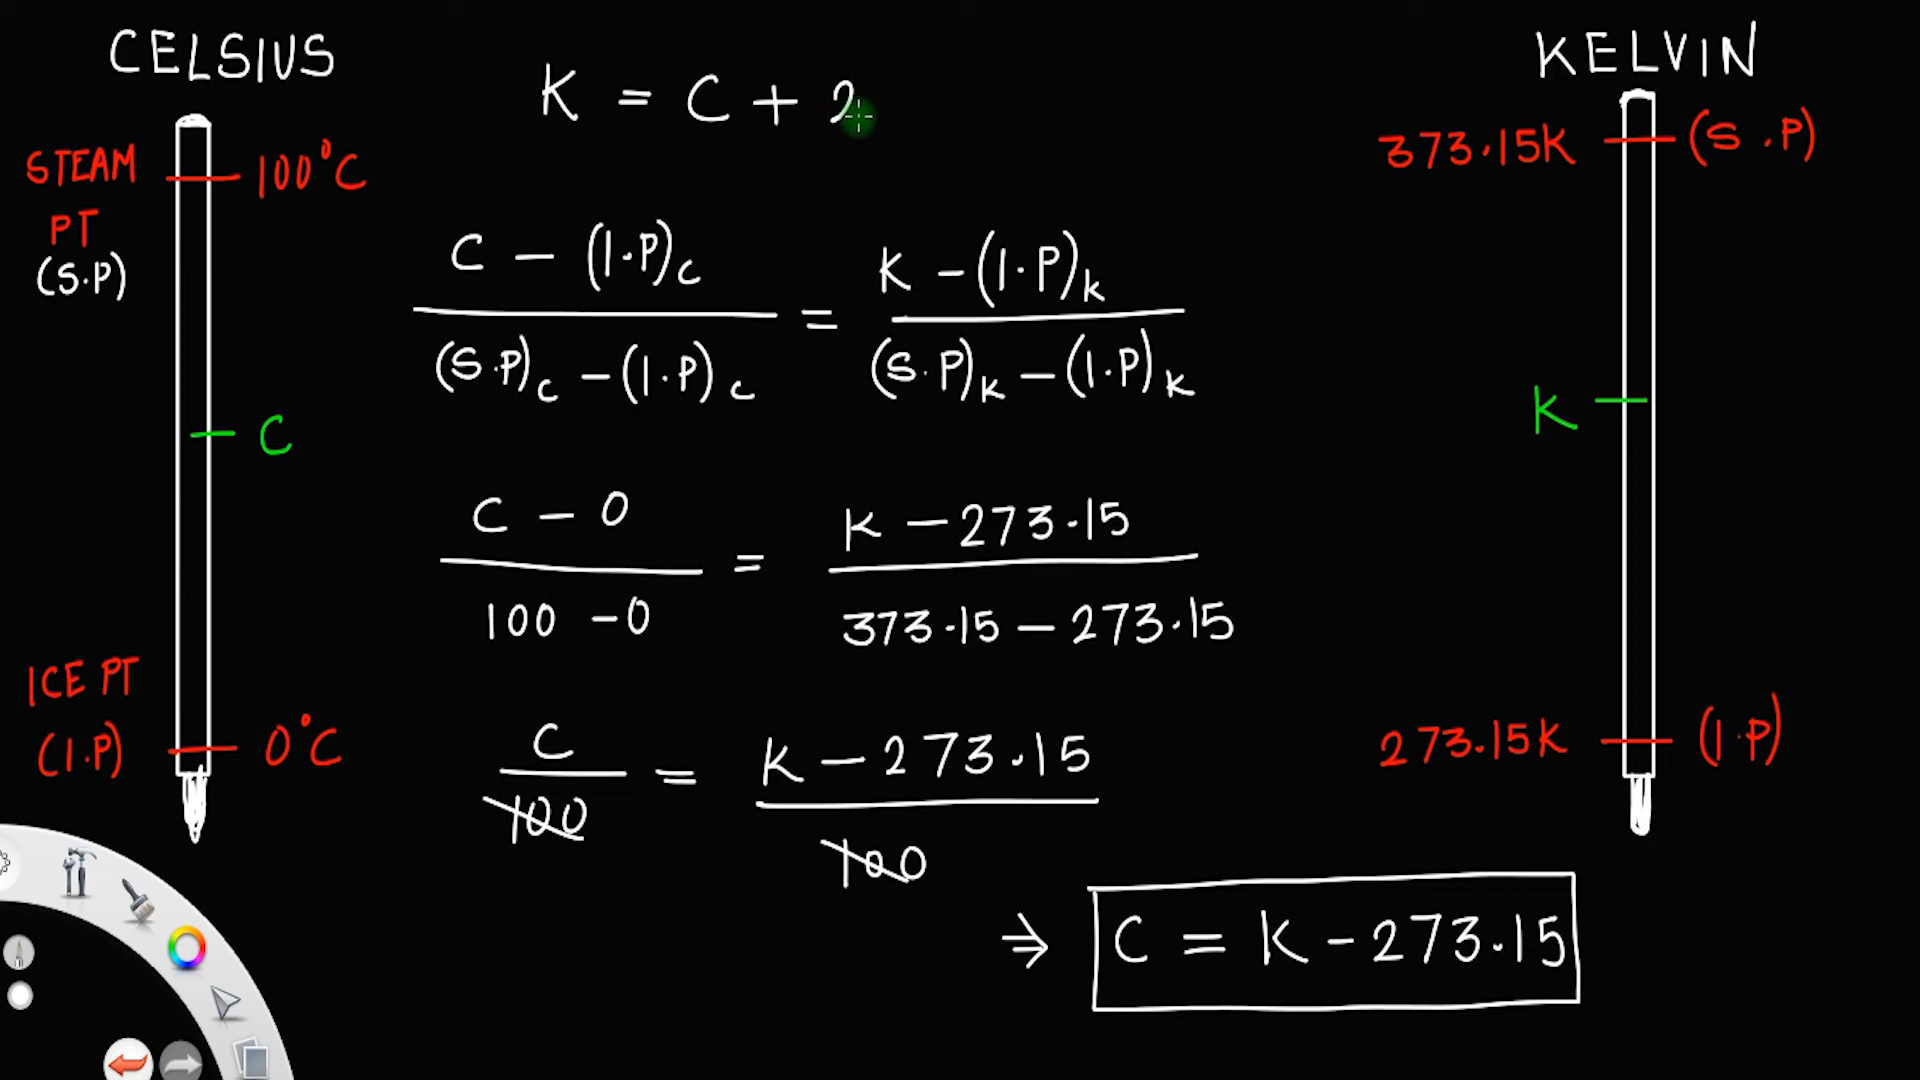 CELSIUS
KELVIN
K = C + 2
STEAM
PT
(S.P)
100°C
373.15K
(S.P)
C - (I.P)c = K - (I.P)k
(S.P)c - (I.P)c (S.P)k - (I.P)k
C
K
C - 0 = K - 273.15
100 - 0 373.15 - 273.15
ICE PT
(I.P)
0°C
273.15K
(I.P)
C = K - 273.15
100 100
⇒ C = K - 273.15